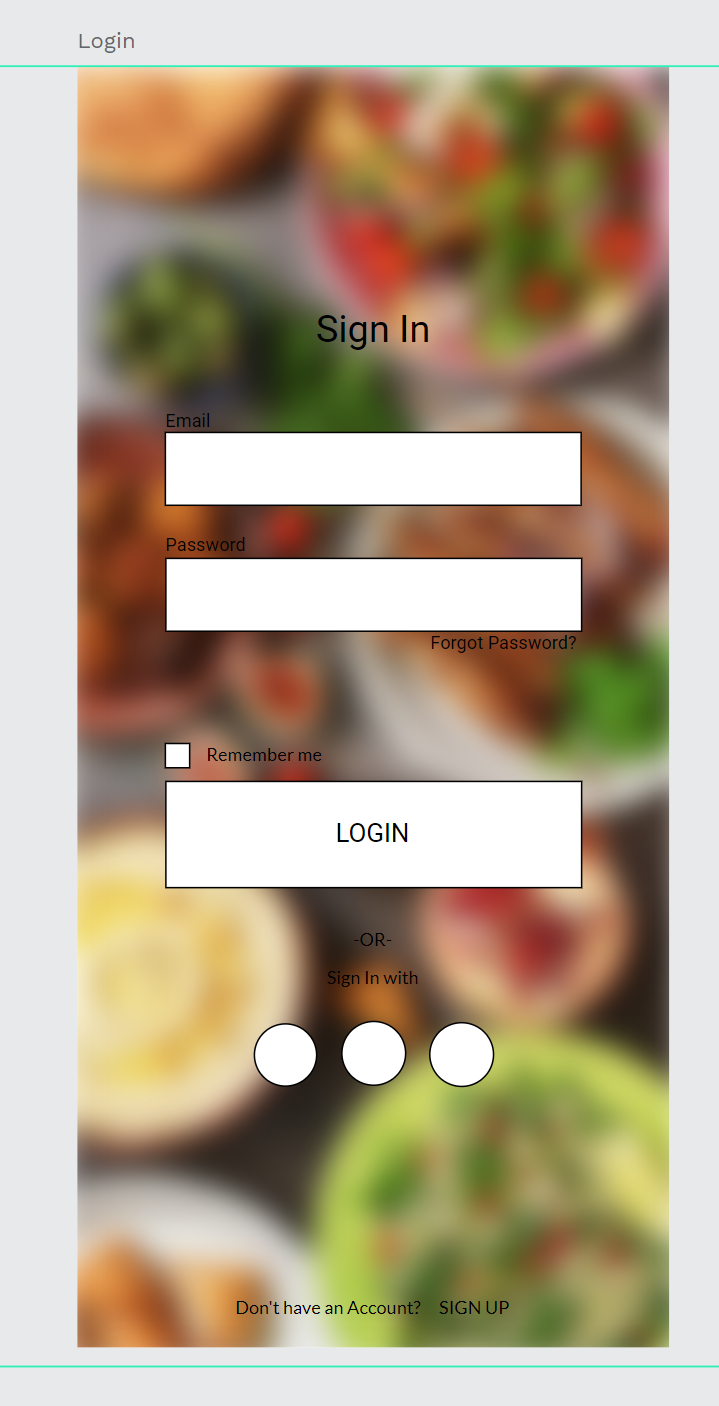 Login
Sign In
Email
Password
Forgot Password?
Remember me
LOGIN
-OR-
Sign In with
Don't have an Account? SIGN UP